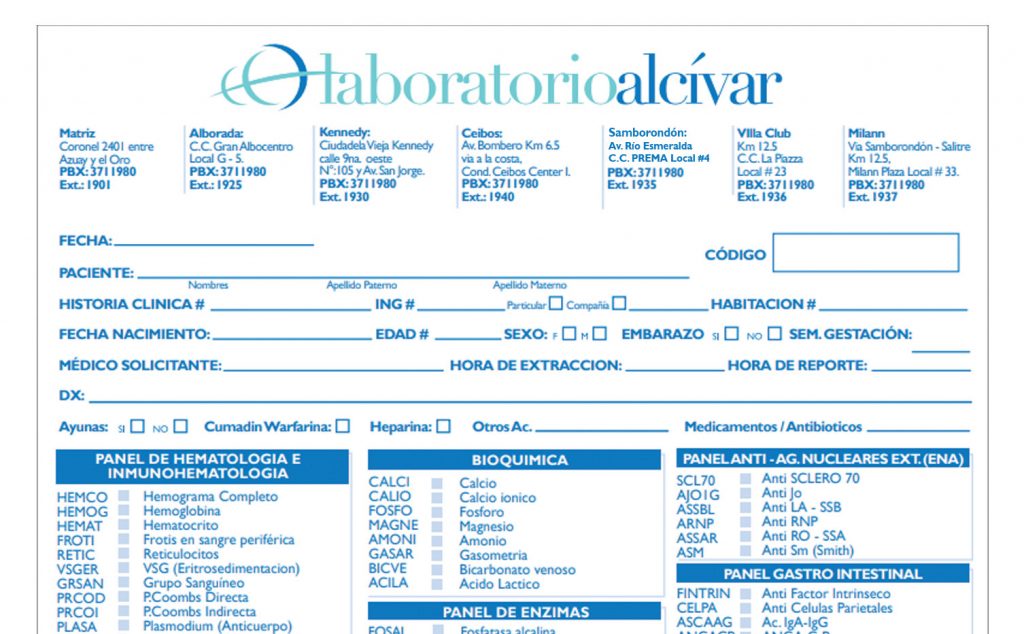 laboratorioalcívar
Matriz
Coronel 2401 entre
Azuay y el Oro
PBX: 3711980
Ext.: 1901
Alborada:
C.C. Gran Albocentro
Local G - 5.
PBX: 3711980
Ext.: 1925
Kennedy:
Ciudadela Vieja Kennedy
calle 9na. oeste
N°:105 y Av. San Jorge.
PBX: 3711980
Ext. 1930
Ceibos:
Av. Bombero Km 6.5
via a la costa,
Cond. Ceibos Center I.
PBX: 3711980
Ext.: 1940
Samborondón:
Av. Río Esmeralda
C.C. PREMA Local #4
PBX: 3711980
Ext. 1935
VIlla Club
Km 12.5
C.C. La Piazza
Local # 23
PBX: 3711980
Ext. 1936
Milann
Via Samborondón - Salitre
Km 12.5,
Milann Plaza Local # 33.
PBX: 3711980
Ext. 1937
FECHA:
CÓDIGO
PACIENTE:
Nombres Apellido Paterno Apellido Materno
HISTORIA CLINICA # ING # Particular Compañía HABITACION #
FECHA NACIMIENTO: EDAD # SEXO: F M EMBARAZO SI NO SEM. GESTACIÓN:
MÉDICO SOLICITANTE: HORA DE EXTRACCION: HORA DE REPORTE:
DX:
Ayunas: SI NO Cumadin Warfarina: Heparina: Otros Ac. Medicamentos / Antibioticos
PANEL DE HEMATOLOGIA E
INMUNOHEMATOLOGIA
HEMCO Hemograma Completo
HEMOG Hemoglobina
HEMAT Hematocrito
FROTI Frotis en sangre periférica
RETIC Reticulocitos
VSGER VSG (Eritrosedimentacion)
GRSAN Grupo Sanguíneo
PRCOD P.Coombs Directa
PRCOI P.Coombs Indirecta
PLASA Plasmodium (Anticuerpo)
BIOQUIMICA
CALCI Calcio
CALIO Calcio ionico
FOSFO Fosforo
MAGNE Magnesio
AMONI Amonio
GASAR Gasometria
BICVE Bicarbonato venoso
ACILA Acido Lactico
PANEL DE ENZIMAS
FOSAL Fosfatasa alcalina
PANEL ANTI - AG. NUCLEARES EXT. (ENA)
SCL70 Anti SCLERO 70
AJO1G Anti Jo
ASSBL Anti LA - SSB
ARNP Anti RNP
ASSAR Anti RO - SSA
ASM Anti Sm (Smith)
PANEL GASTRO INTESTINAL
FINTRIN Anti Factor Intrinseco
CELPA Anti Celulas Parietales
ASCAAG Ac. IgA-IgG